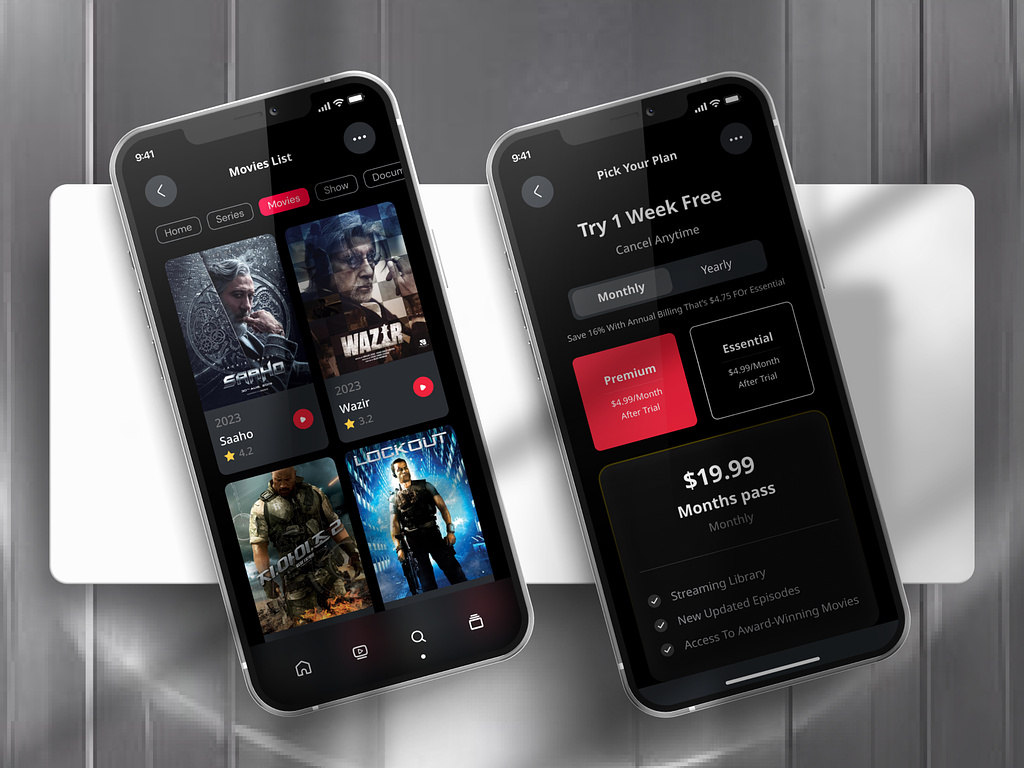 9:41
Movies List
Home
Series
Movies
Show
Docum
SAAHO
WAZIR
2023
Saaho
4.2
2023
Wazir
3.2
LOCKOUT
9:41
Pick Your Plan
Try 1 Week Free
Cancel Anytime
Monthly
Yearly
Save 16% With Annual Billing That's $4.75 FOr Essential
Premium
$4.99/Month
After Trial
Essential
$4.99/Month
After Trial
$19.99
Months pass
Monthly
Streaming Library
New Updated Episodes
Access To Award-Winning Movies